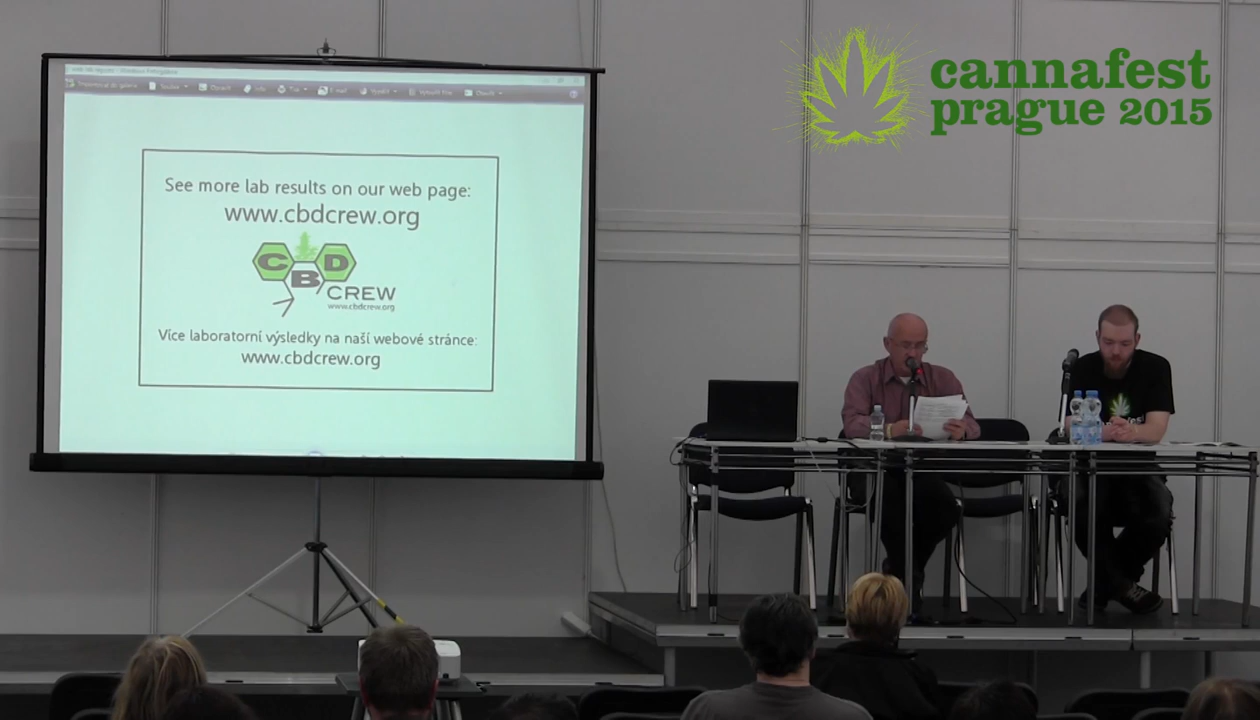 cannafest
prague 2015
See more lab results on our web page:
www.cbdcrew.org
CBD
CREW
www.cbdcrew.org
Více laboratorní výsledky na naší webové stránce:
www.cbdcrew.org